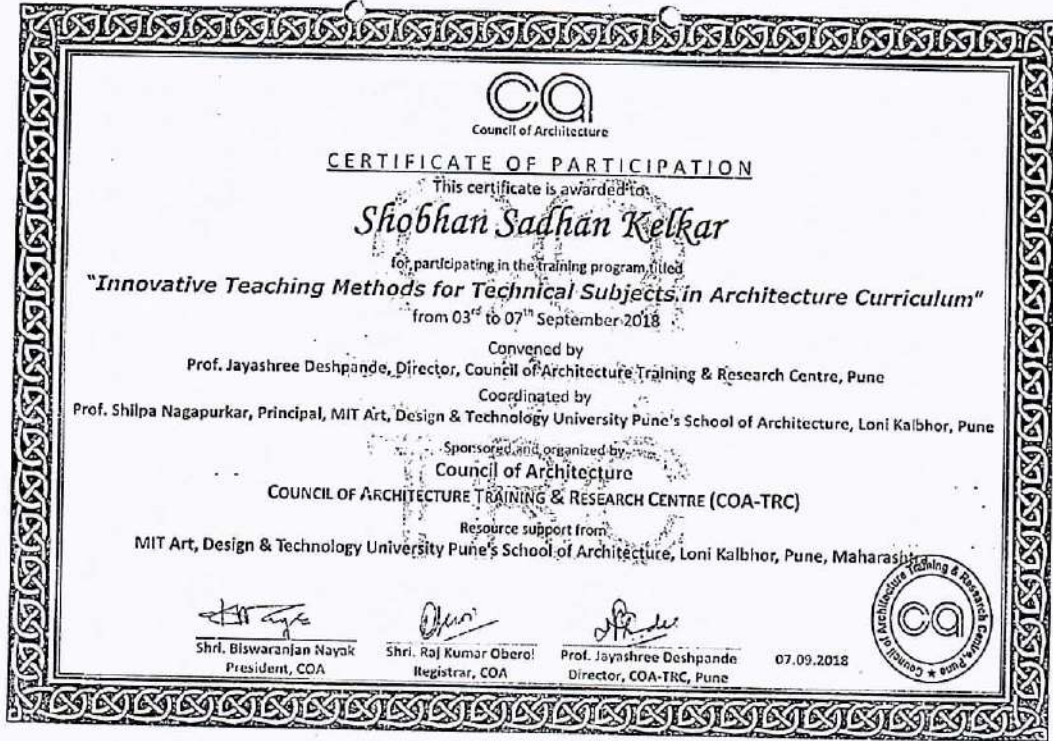 ca
Council of Architecture
CERTIFICATE OF PARTICIPATION
This certificate is awarded to
Shobhan Sadhan Kelkar
for participating in the training program titled
"Innovative Teaching Methods for Technical Subjects in Architecture Curriculum"
from 03rd to 07th September 2018
Convened by
Prof. Jayashree Deshpande, Director, Council of Architecture Training & Research Centre, Pune
Coordinated by
Prof. Shilpa Nagapurkar, Principal, MIT Art, Design & Technology University Pune's School of Architecture, Loni Kalbhor, Pune
Sponsored and organized by
Council of Architecture
COUNCIL OF ARCHITECTURE TRAINING & RESEARCH CENTRE (COA-TRC)
Resource support from
MIT Art, Design & Technology University Pune's School of Architecture, Loni Kalbhor, Pune, Maharashtra
Shri. Biswaranjan Nayak
President, COA
Shri. Raj Kumar Oberoi
Registrar, COA
Prof. Jayashree Deshpande
Director, COA-TRC, Pune
07.09.2018
Council of Architecture Training & Research Centre, Pune
ca